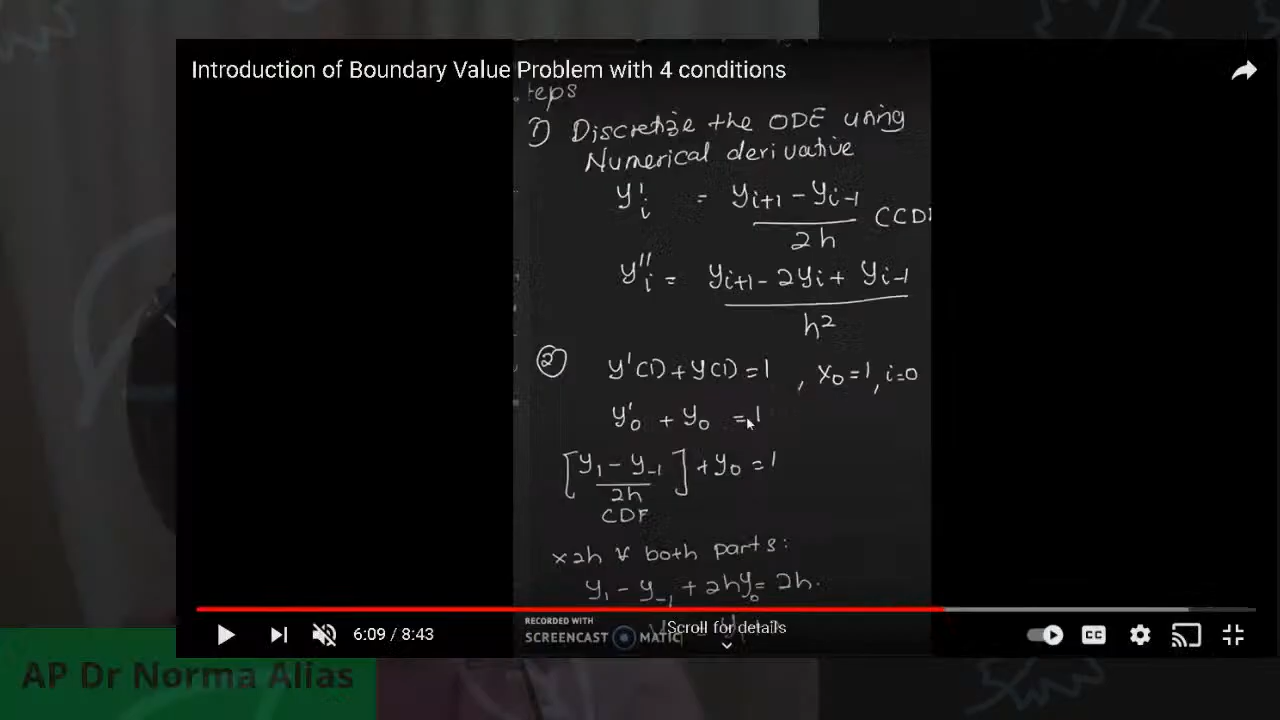 Introduction of Boundary Value Problem with 4 conditions
teps
1) Discretize the ODE using
Numerical derivative
y'i = yi+1 - yi-1 / 2h CCD
y''i = yi+1 - 2yi + yi-1 / h²
② y'(1) + y(1) = 1 , x0 = 1, i=0
y'0 + y0 = 1
[y1 - y-1 / 2h] + y0 = 1
CDF
×2h both parts:
y1 - y-1 + 2hy0 = 2h.
RECORDED WITH
SCREENCAST MATIC
Scroll for details
6:09 / 8:43
CC
AP Dr Norma Alias